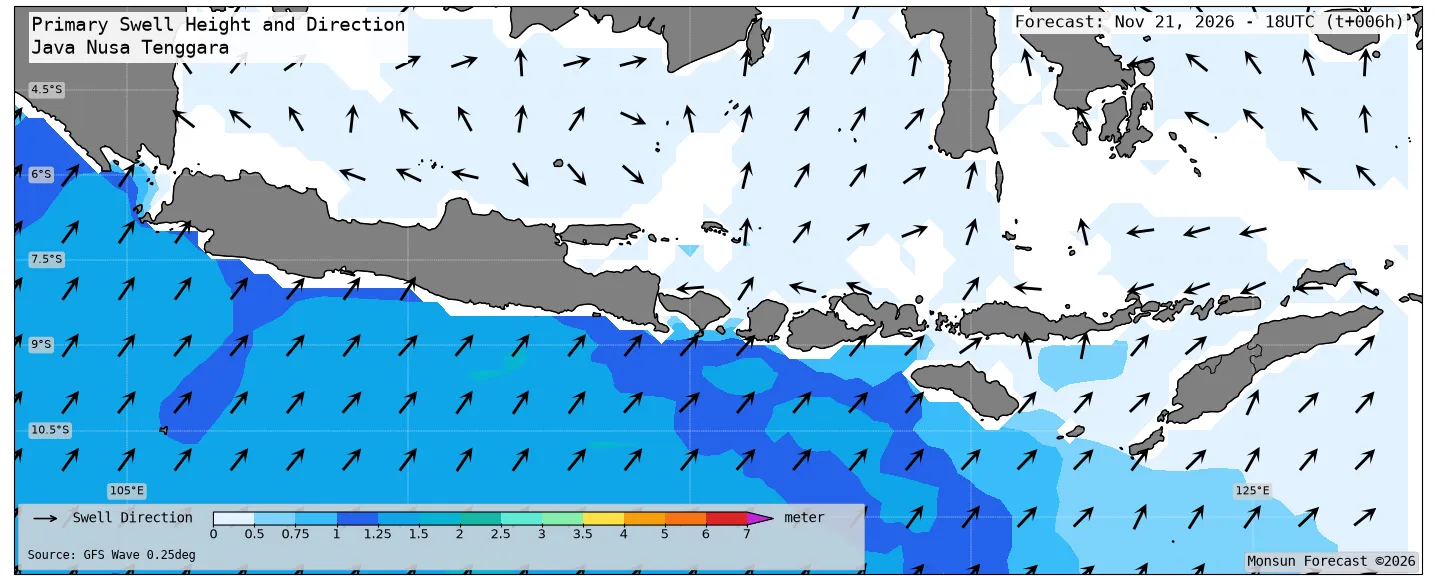 Primary Swell Height and Direction
Java Nusa Tenggara
Forecast: Nov 21, 2026 - 18UTC (t+006h)
4.5°S
6°S
7.5°S
9°S
10.5°S
105°E
125°E
Swell Direction
meter
0 0.5 0.75 1 1.25 1.5 2 2.5 3 3.5 4 5 6 7
Source: GFS Wave 0.25deg
Monsun Forecast ©2026